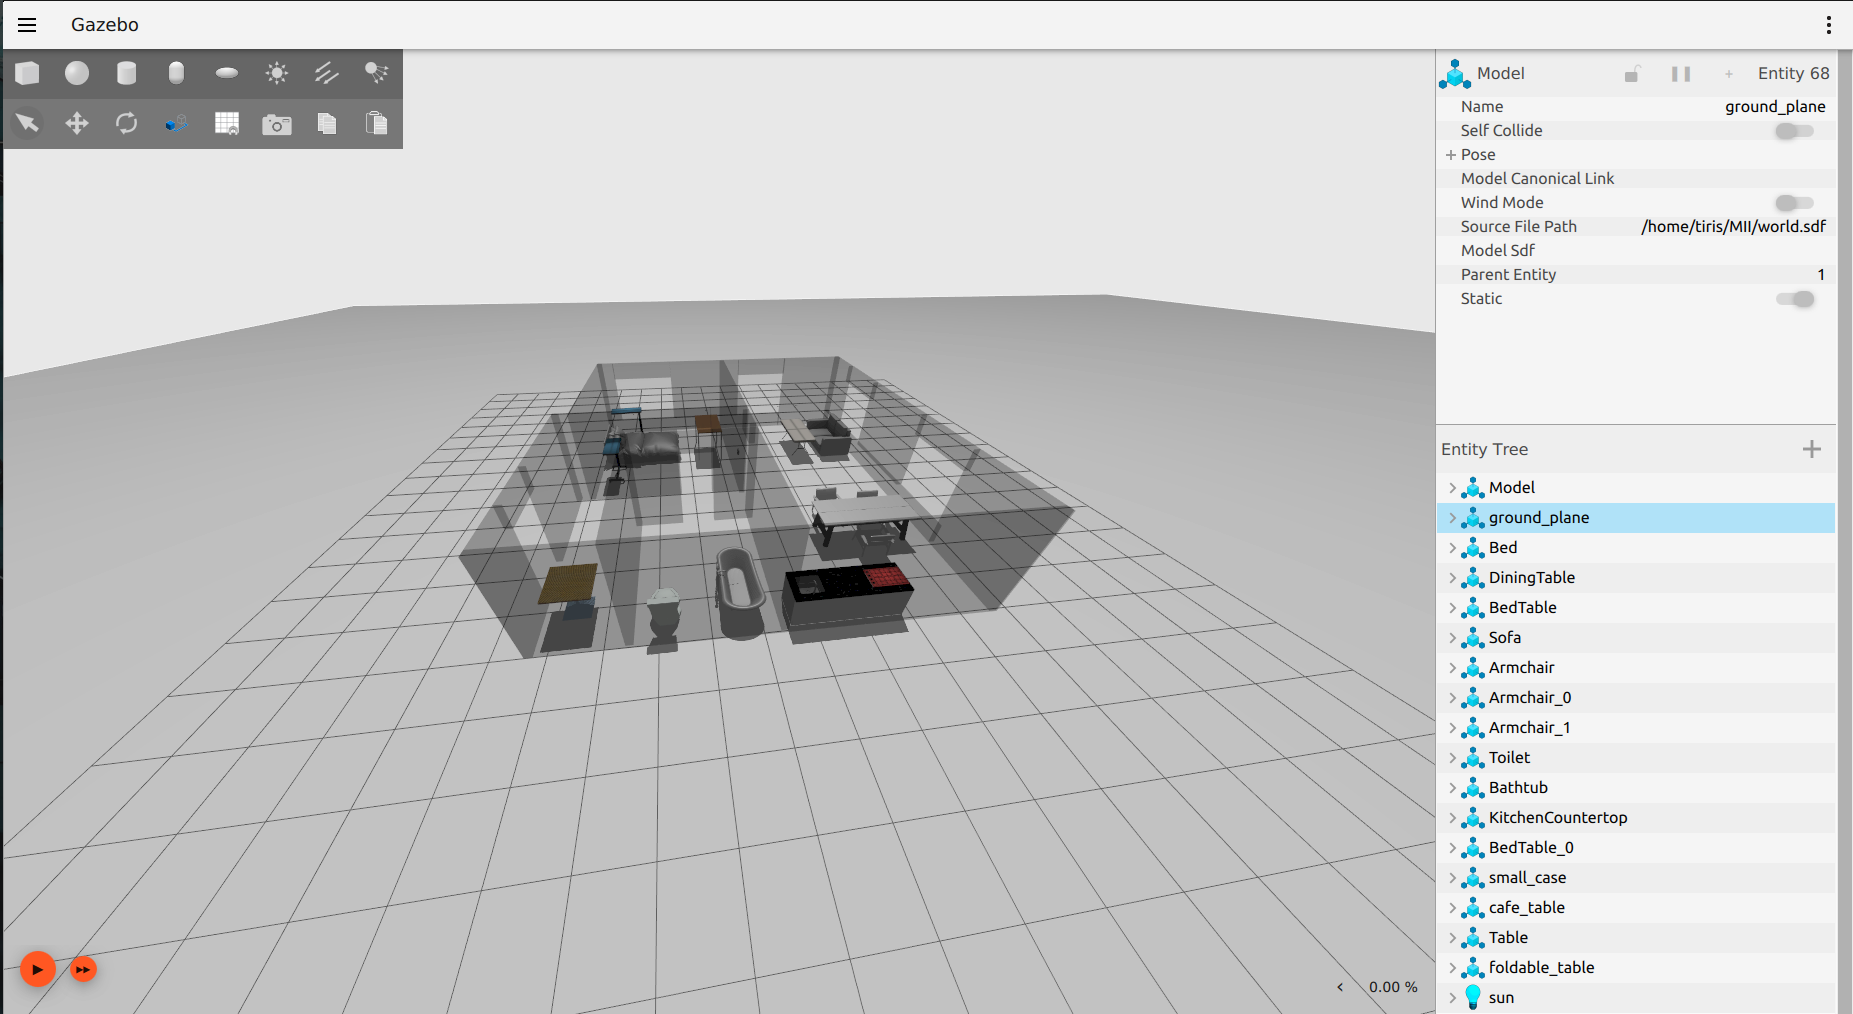 Gazebo
Model Entity 68
Name ground_plane
Self Collide
Pose
Model Canonical Link
Wind Mode
Source File Path /home/tiris/MII/world.sdf
Model Sdf
Parent Entity 1
Static
Entity Tree
Model
ground_plane
Bed
DiningTable
BedTable
Sofa
Armchair
Armchair_0
Armchair_1
Toilet
Bathtub
KitchenCountertop
BedTable_0
small_case
cafe_table
Table
foldable_table
sun
0.00 %